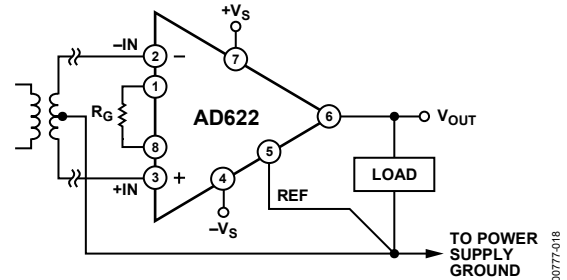 +VS
–IN
2
–
7
1
RG
AD622
6
VOUT
8
5
LOAD
3
+
4
+IN
REF
–VS
TO POWER
SUPPLY
GROUND
00777-018